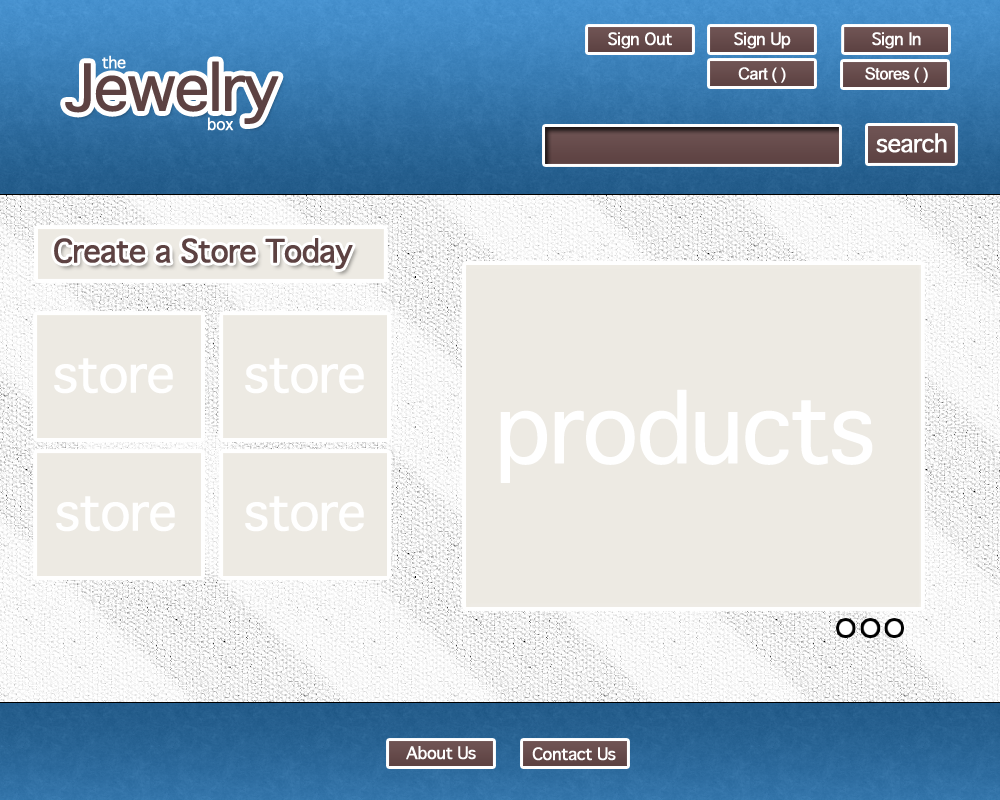 the
Jewelry
box
Sign Out
Sign Up
Sign In
Cart ( )
Stores ( )
search
Create a Store Today
store
store
store
store
products
About Us
Contact Us